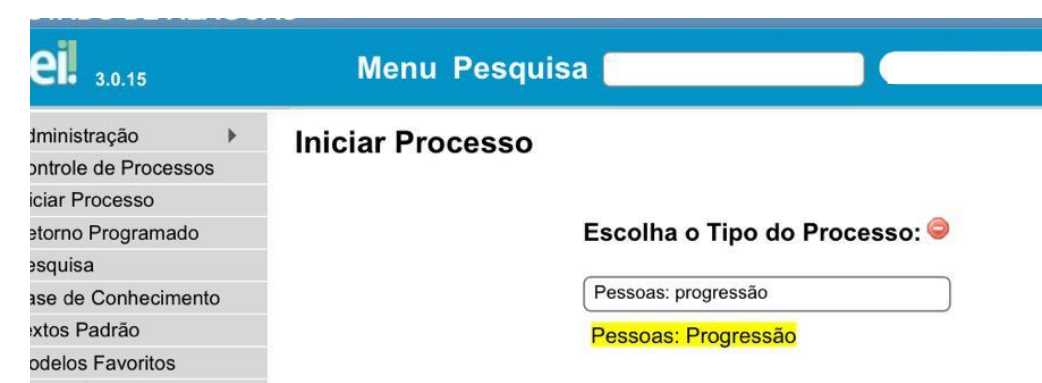 ei! 3.0.15
Menu Pesquisa
dministração
ontrole de Processos
iciar Processo
etorno Programado
esquisa
ase de Conhecimento
extos Padrão
odelos Favoritos
Iniciar Processo
Escolha o Tipo do Processo:
Pessoas: progressão
Pessoas: Progressão